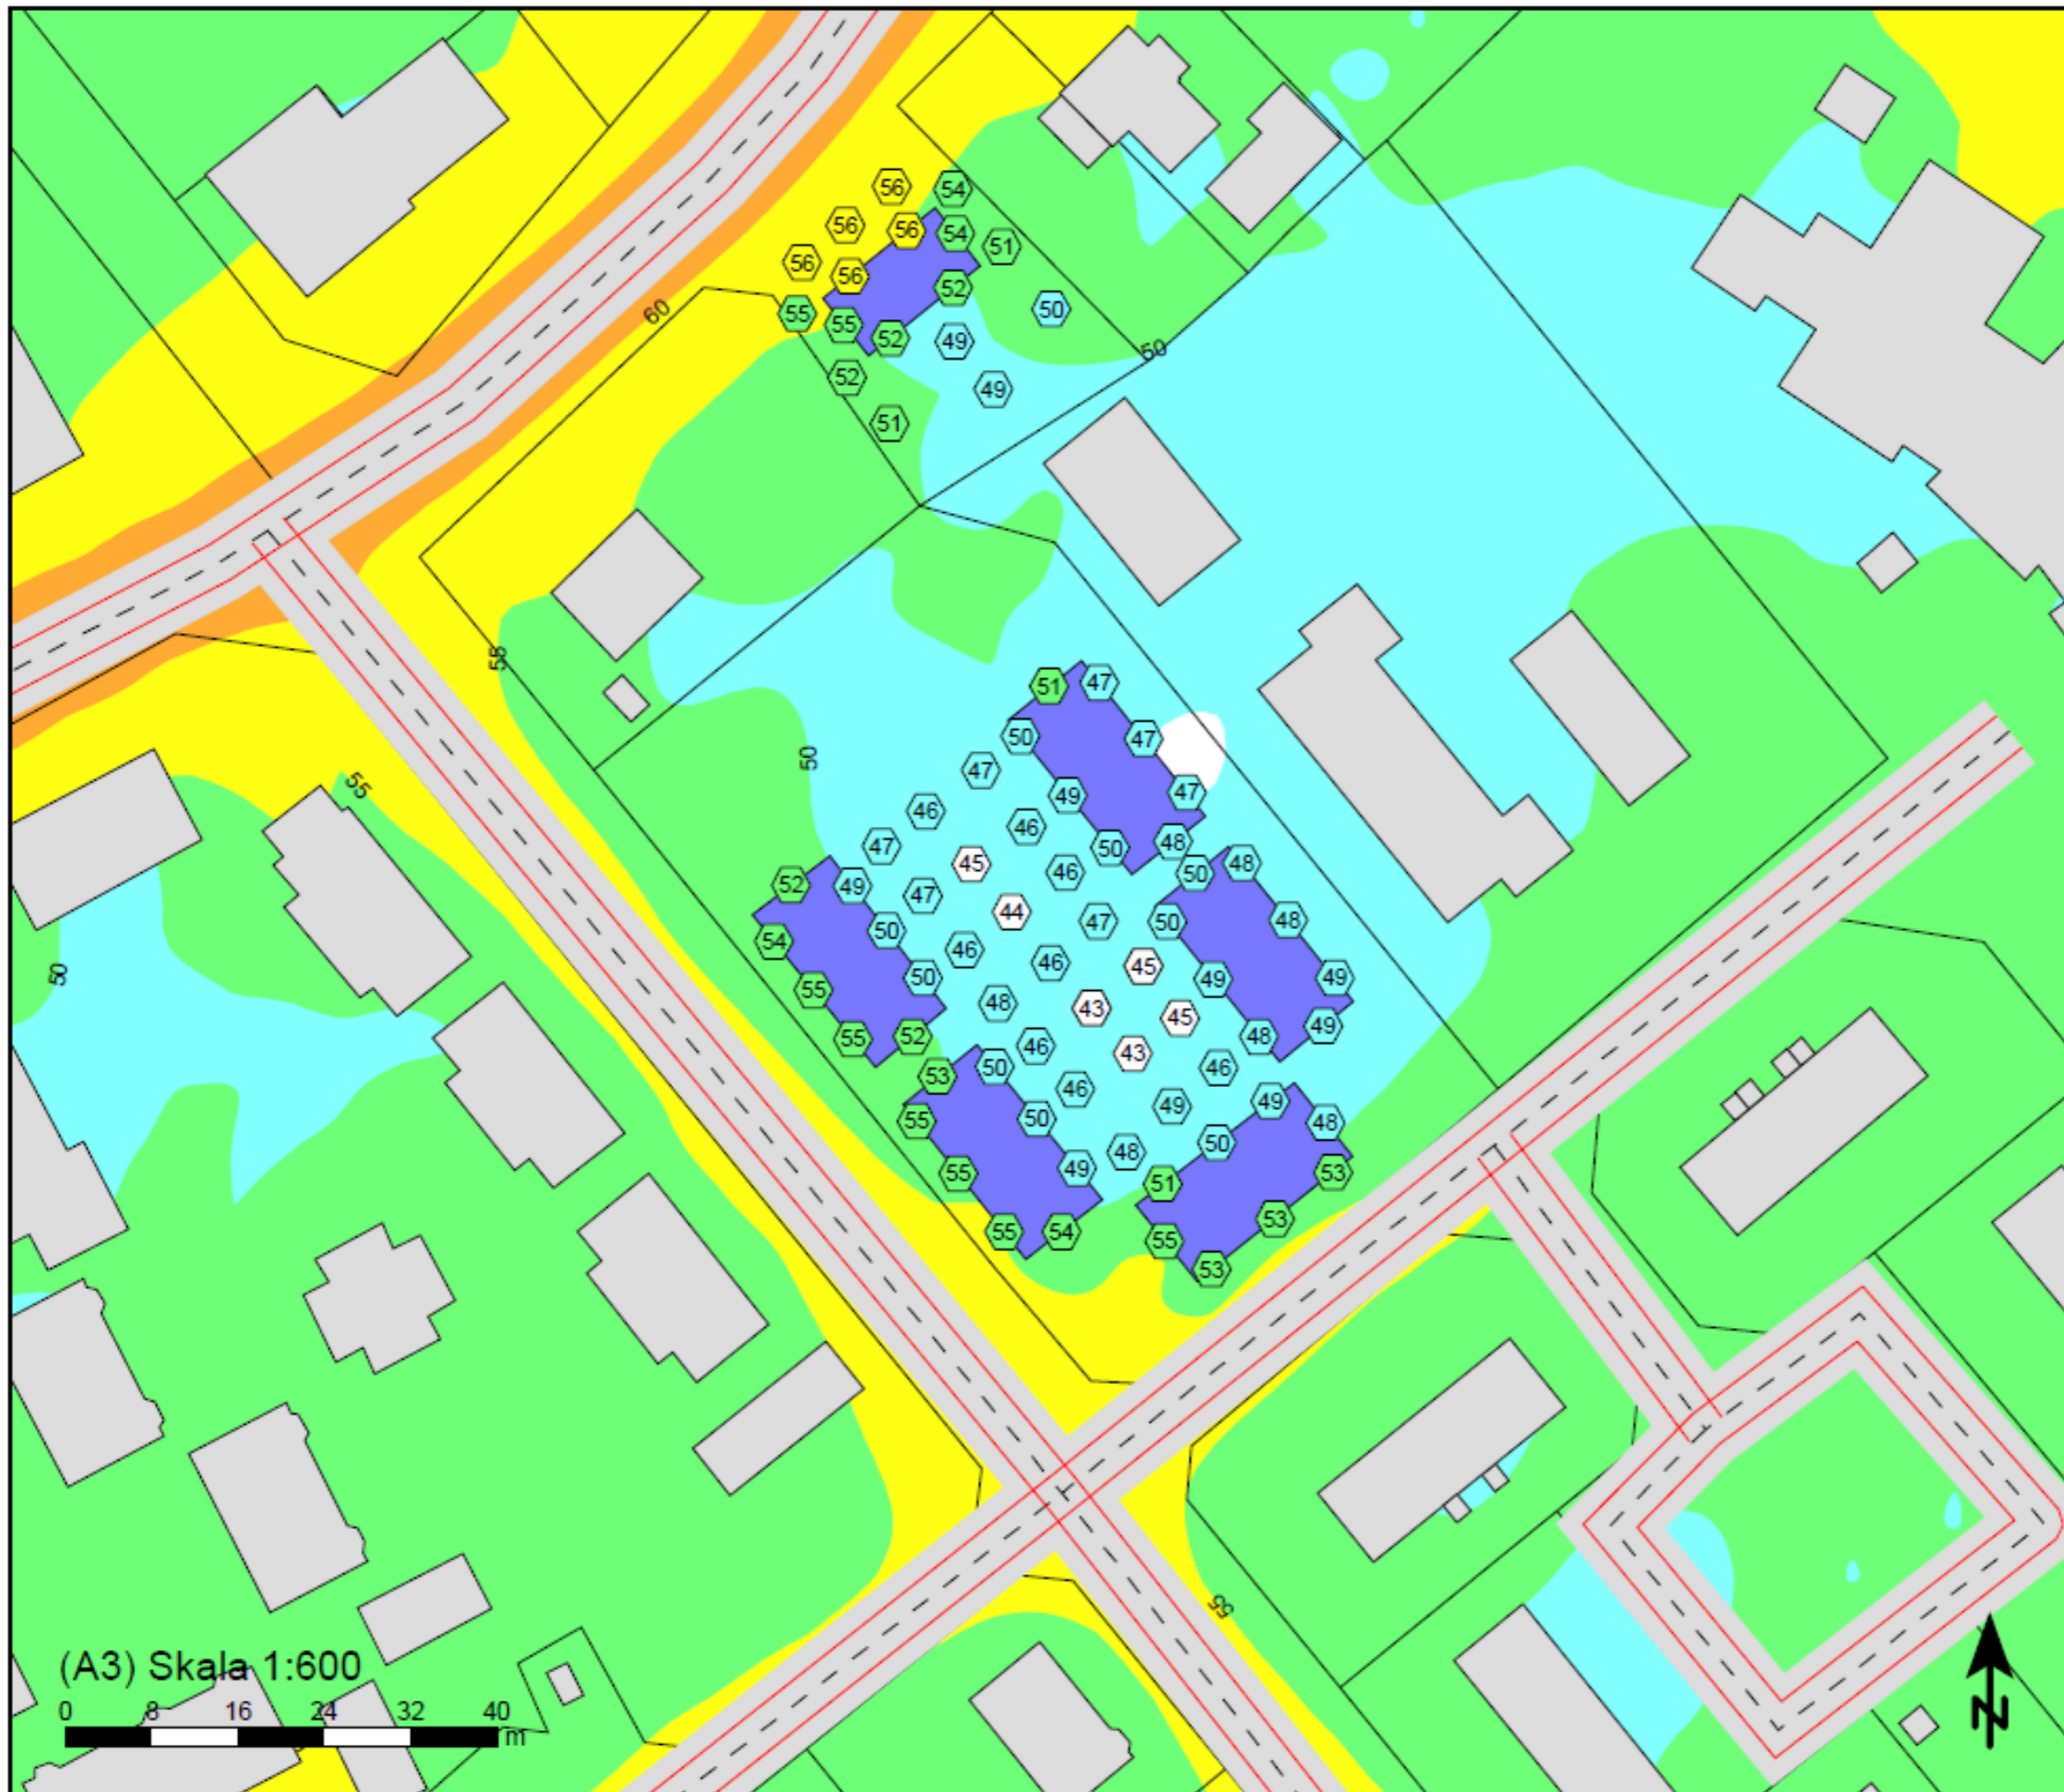 56 54
56 56 54 51
56 56 52 50
60 55 55 52 49 50
52 49
51
55
51 47
50 47
50 47 49 47
55 46 46
47 45 50 48
52 49 47 46 50 48
44 47 50 48
54 50 46 46 45
50 55 50 48 49 49
43 45 49
55 52 46 43 48
53 50 46 46
55 50 49 49 48
48 50
55 49 51 53
55 54 55 53
53
55
(A3) Skala 1:600
0 8 16 24 32 40
m
N